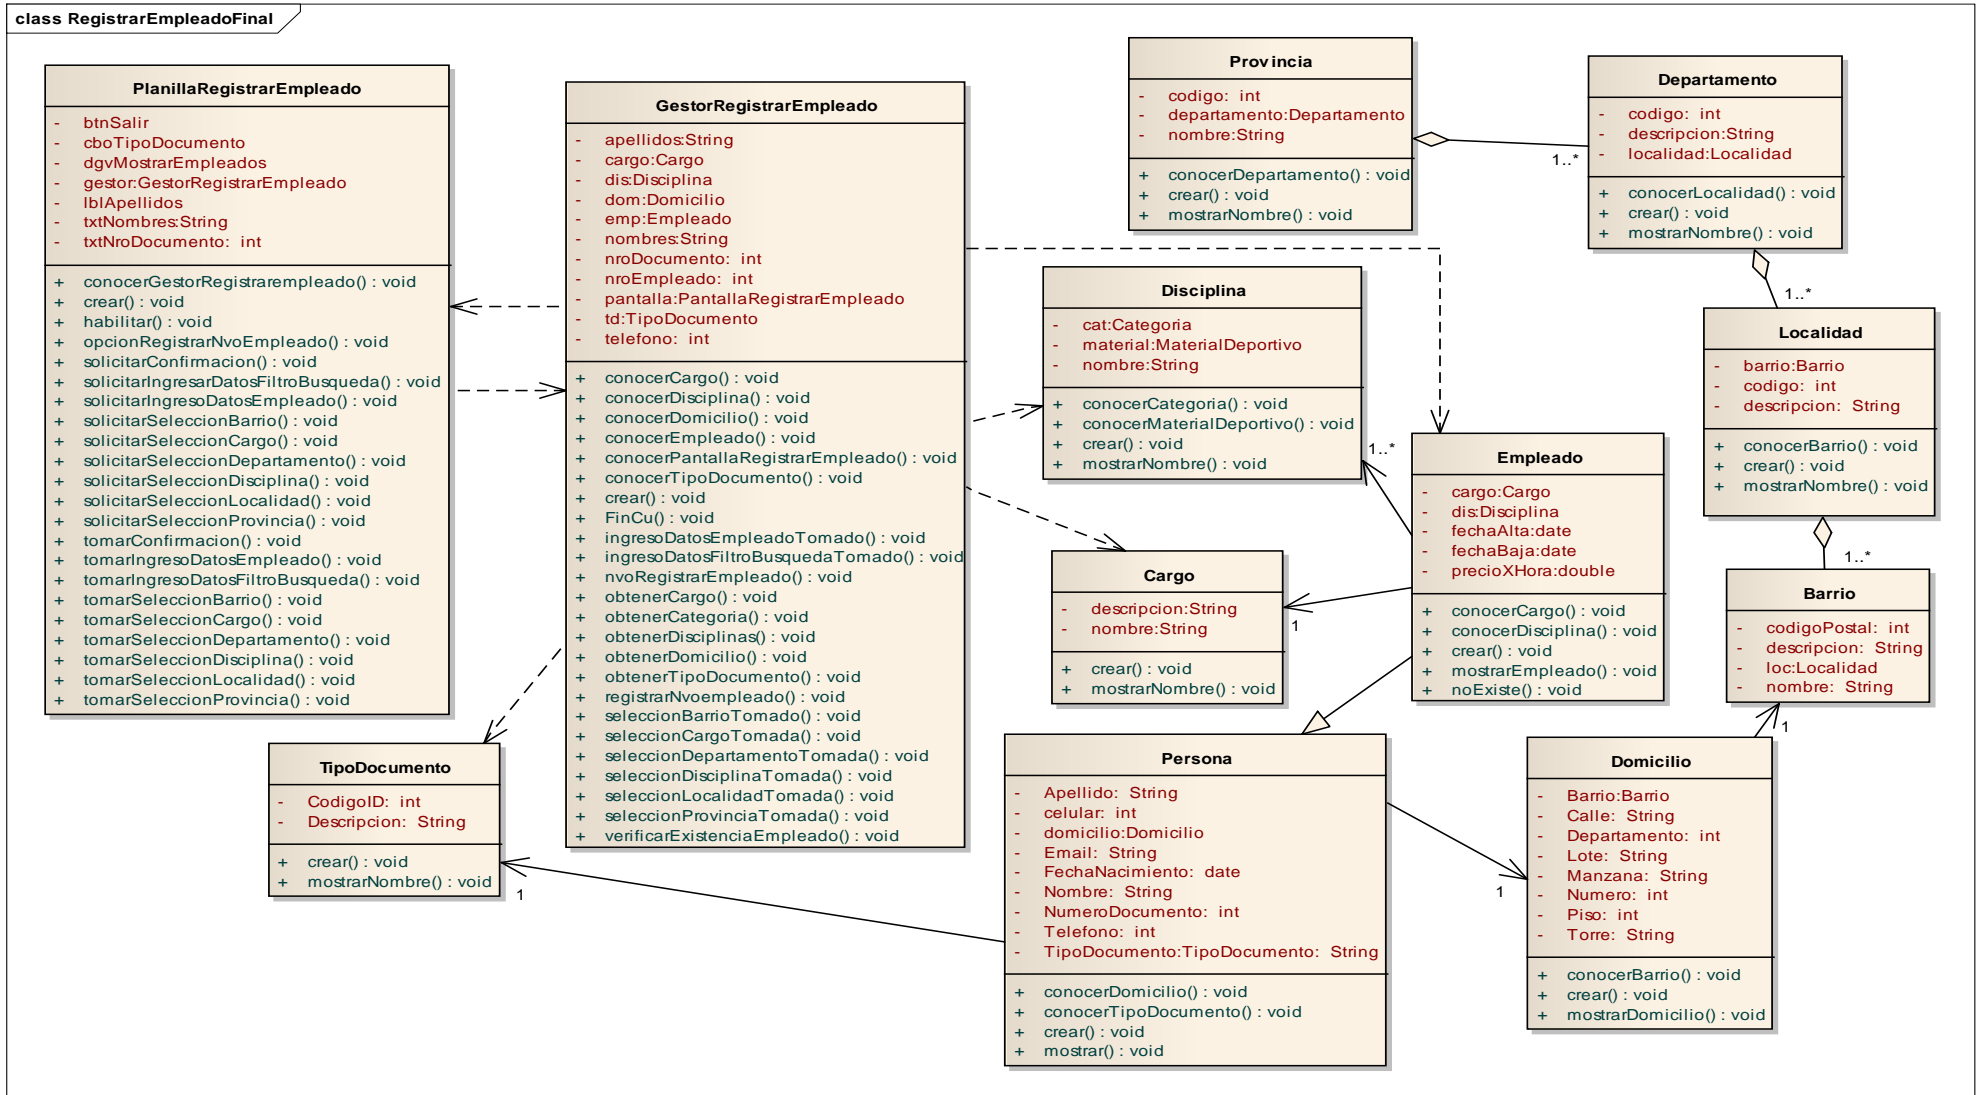 class RegistrarEmpleadoFinal
PlanillaRegistrarEmpleado
- btnSalir
- cboTipoDocumento
- dgvMostrarEmpleados
- gestor:GestorRegistrarEmpleado
- lblApellidos
- txtNombres:String
- txtNroDocumento: int
+ conocerGestorRegistrarempleado() : void
+ crear() : void
+ habilitar() : void
+ opcionRegistrarNvoEmpleado() : void
+ solicitarConfirmacion() : void
+ solicitarIngresarDatosFiltroBusqueda() : void
+ solicitarIngresoDatosEmpleado() : void
+ solicitarSeleccionBarrio() : void
+ solicitarSeleccionCargo() : void
+ solicitarSeleccionDepartamento() : void
+ solicitarSeleccionDisciplina() : void
+ solicitarSeleccionLocalidad() : void
+ solicitarSeleccionProvincia() : void
+ tomarConfirmacion() : void
+ tomarIngresoDatosEmpleado() : void
+ tomarIngresoDatosFiltroBusqueda() : void
+ tomarSeleccionBarrio() : void
+ tomarSeleccionCargo() : void
+ tomarSeleccionDepartamento() : void
+ tomarSeleccionDisciplina() : void
+ tomarSeleccionLocalidad() : void
+ tomarSeleccionProvincia() : void
GestorRegistrarEmpleado
- apellidos:String
- cargo:Cargo
- dis:Disciplina
- dom:Domicilio
- emp:Empleado
- nombres:String
- nroDocumento: int
- nroEmpleado: int
- pantalla:PantallaRegistrarEmpleado
- td:TipoDocumento
- telefono: int
+ conocerCargo() : void
+ conocerDisciplina() : void
+ conocerDomicilio() : void
+ conocerEmpleado() : void
+ conocerPantallaRegistrarEmpleado() : void
+ conocerTipoDocumento() : void
+ crear() : void
+ FinCu() : void
+ ingresoDatosEmpleadoTomado() : void
+ ingresoDatosFiltroBusquedaTomado() : void
+ nvoRegistrarEmpleado() : void
+ obtenerCargo() : void
+ obtenerCategoria() : void
+ obtenerDisciplinas() : void
+ obtenerDomicilio() : void
+ obtenerTipoDocumento() : void
+ registrarNvoempleado() : void
+ seleccionBarrioTomado() : void
+ seleccionCargoTomada() : void
+ seleccionDepartamentoTomada() : void
+ seleccionDisciplinaTomada() : void
+ seleccionLocalidadTomada() : void
+ seleccionProvinciaTomada() : void
+ verificarExistenciaEmpleado() : void
Provincia
- codigo: int
- departamento:Departamento
- nombre:String
+ conocerDepartamento() : void
+ crear() : void
+ mostrarNombre() : void
1..*
Departamento
- codigo: int
- descripcion:String
- localidad:Localidad
+ conocerLocalidad() : void
+ crear() : void
+ mostrarNombre() : void
1..*
Disciplina
- cat:Categoria
- material:MaterialDeportivo
- nombre:String
+ conocerCategoria() : void
+ conocerMaterialDeportivo() : void
+ crear() : void
+ mostrarNombre() : void
1..*
Localidad
- barrio:Barrio
- codigo: int
- descripcion: String
+ conocerBarrio() : void
+ crear() : void
+ mostrarNombre() : void
1..*
Empleado
- cargo:Cargo
- dis:Disciplina
- fechaAlta:date
- fechaBaja:date
- precioXHora:double
+ conocerCargo() : void
+ conocerDisciplina() : void
+ crear() : void
+ mostrarEmpleado() : void
+ noExiste() : void
Cargo
- descripcion:String
- nombre:String
+ crear() : void
+ mostrarNombre() : void
1
Barrio
- codigoPostal: int
- descripcion: String
- loc:Localidad
- nombre: String
1
TipoDocumento
- CodigoID: int
- Descripcion: String
+ crear() : void
+ mostrarNombre() : void
1
Persona
- Apellido: String
- celular: int
- domicilio:Domicilio
- Email: String
- FechaNacimiento: date
- Nombre: String
- NumeroDocumento: int
- Telefono: int
- TipoDocumento:TipoDocumento: String
+ conocerDomicilio() : void
+ conocerTipoDocumento() : void
+ crear() : void
+ mostrar() : void
1
Domicilio
- Barrio:Barrio
- Calle: String
- Departamento: int
- Lote: String
- Manzana: String
- Numero: int
- Piso: int
- Torre: String
+ conocerBarrio() : void
+ crear() : void
+ mostrarDomicilio() : void